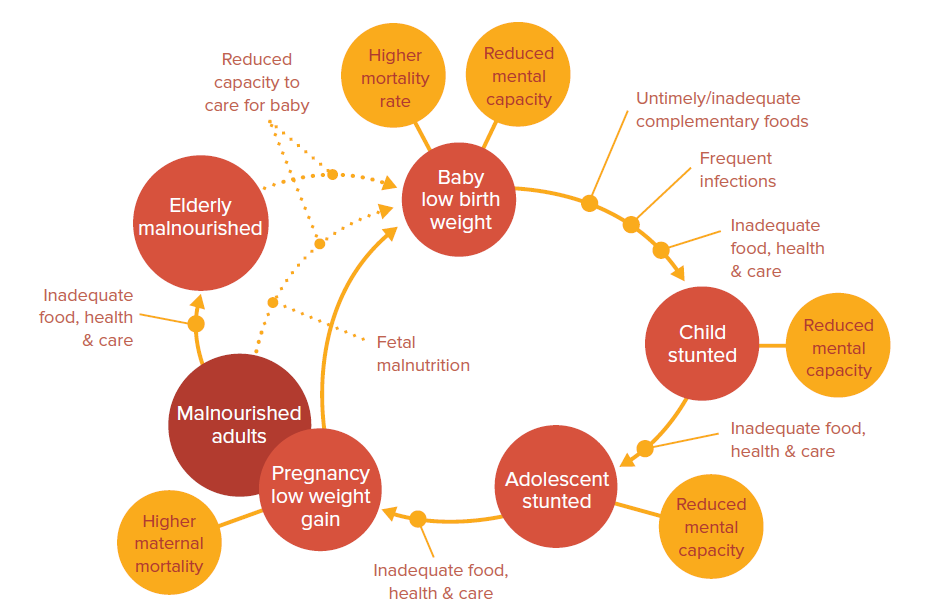 Reduced
capacity to
care for baby
Higher
mortality
rate
Reduced
mental
capacity
Untimely/inadequate
complementary foods
Frequent
infections
Inadequate
food, health
& care
Baby
low birth
weight
Elderly
malnourished
Inadequate
food, health
& care
Fetal
malnutrition
Child
stunted
Reduced
mental
capacity
Malnourished
adults
Inadequate food,
health & care
Pregnancy
low weight
gain
Adolescent
stunted
Reduced
mental
capacity
Higher
maternal
mortality
Inadequate food,
health & care